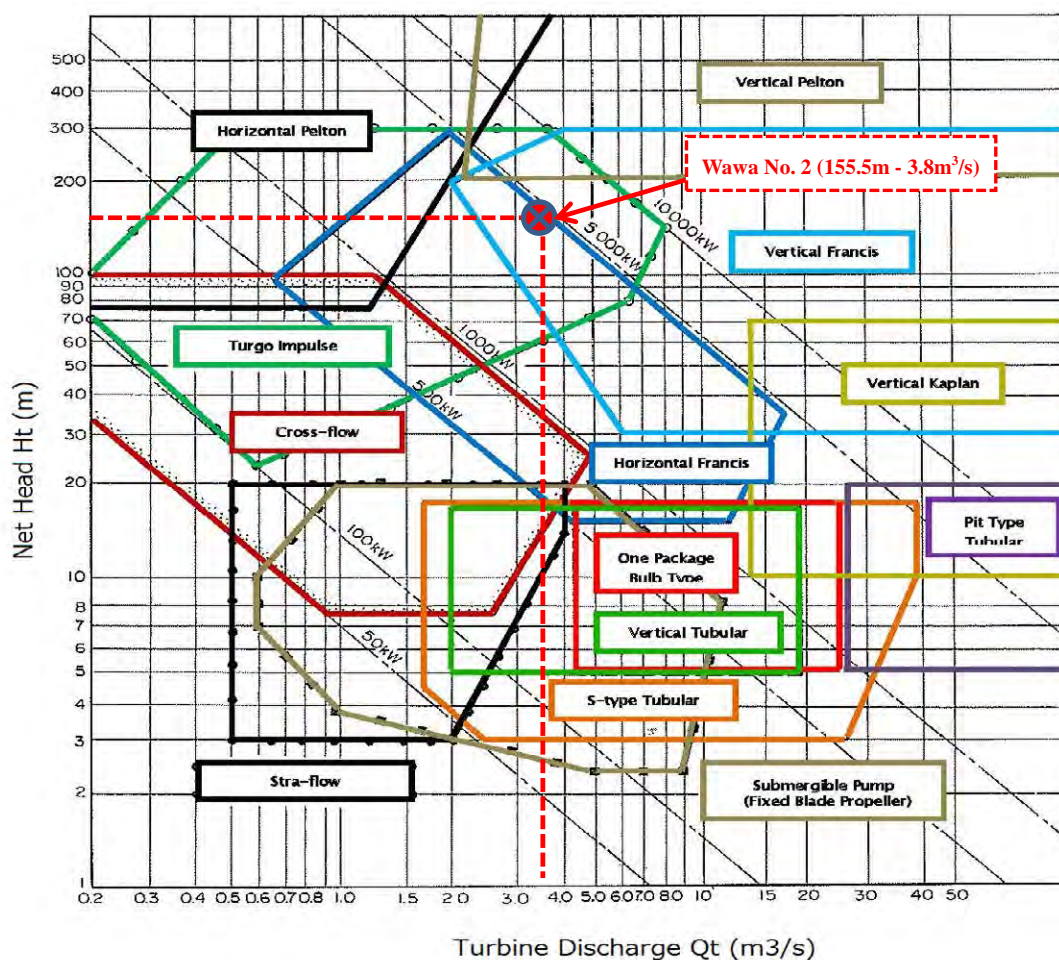 500
400
300
200
100
90
80
70
60
50
40
30
20
10
8
7
6
5
4
3
2
1
Net Head Ht (m)
Vertical Pelton
Horizontal Pelton
Wawa No. 2 (155.5m - 3.8m³/s)
10000kW
5000kW
Vertical Francis
Turgo Impulse
1000kW
Vertical Kaplan
500kW
Cross-flow
Horizontal Francis
100kW
Pit Type
Tubular
One Package
Bulb Type
Vertical Tubular
50kW
S-type Tubular
Stra-flow
Submergible Pump
(Fixed Blade Propeller)
0.2 0.3 0.4 0.5 0.6 0.7 0.8 1.0 1.5 2.0 3.0 4.0 5.0 6.0 7.0 8.0 10 15 20 30 40 50
Turbine Discharge Qt (m3/s)